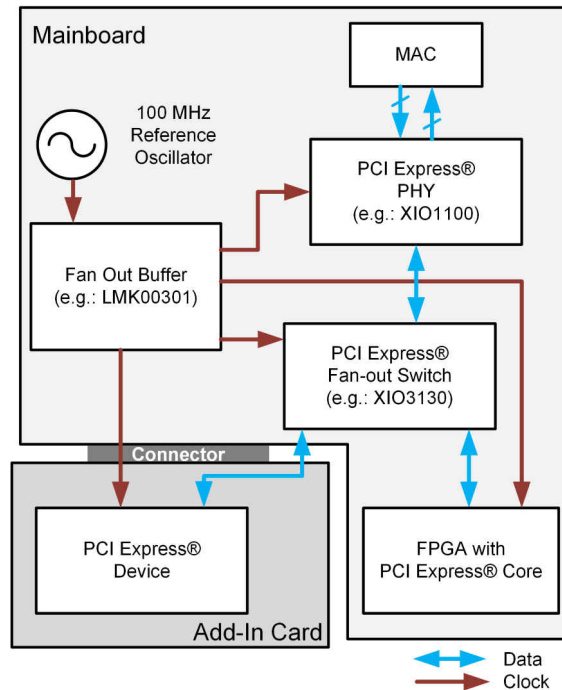 Mainboard
MAC
100 MHz
Reference
Oscillator
PCI Express®
PHY
(e.g.: XIO1100)
Fan Out Buffer
(e.g.: LMK00301)
PCI Express®
Fan-out Switch
(e.g.: XIO3130)
Connector
PCI Express®
Device
FPGA with
PCI Express® Core
Add-In Card
Data
Clock